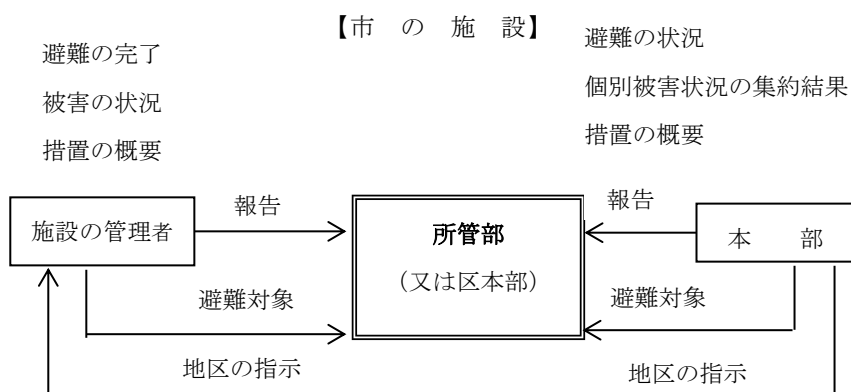 【市　の　施　設】
避難の完了
被害の状況
措置の概要
避難の状況
個別被害状況の集約結果
措置の概要
施設の管理者
報告
所管部
（又は区本部）
報告
本　　部
避難対象
地区の指示
避難対象
地区の指示